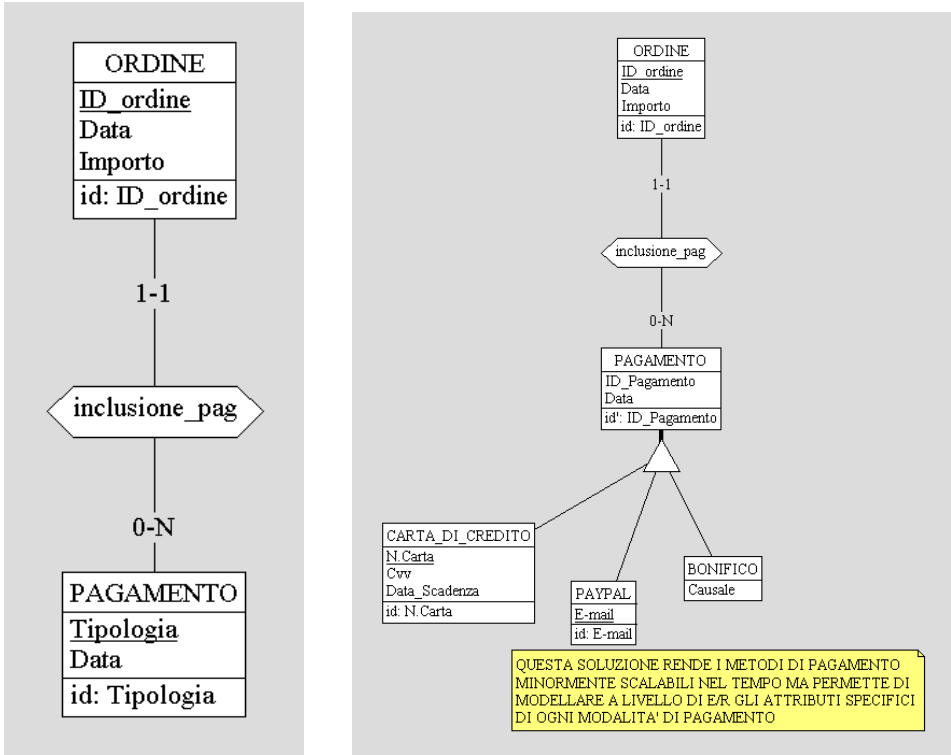 ORDINE
ID_ordine
Data
Importo
id: ID_ordine
1-1
inclusione_pag
0-N
PAGAMENTO
Tipologia
Data
id: Tipologia
ORDINE
ID_ordine
Data
Importo
id: ID_ordine
1-1
inclusione_pag
0-N
PAGAMENTO
ID_Pagamento
Data
id': ID_Pagamento
CARTA_DI_CREDITO
N.Carta
Cvv
Data_Scadenza
id: N.Carta
PAYPAL
E-mail
id: E-mail
BONIFICO
Causale
QUESTA SOLUZIONE RENDE I METODI DI PAGAMENTO
MINORMENTE SCALABILI NEL TEMPO MA PERMETTE DI
MODELLARE A LIVELLO DI E/R GLI ATTRIBUTI SPECIFICI
DI OGNI MODALITA' DI PAGAMENTO